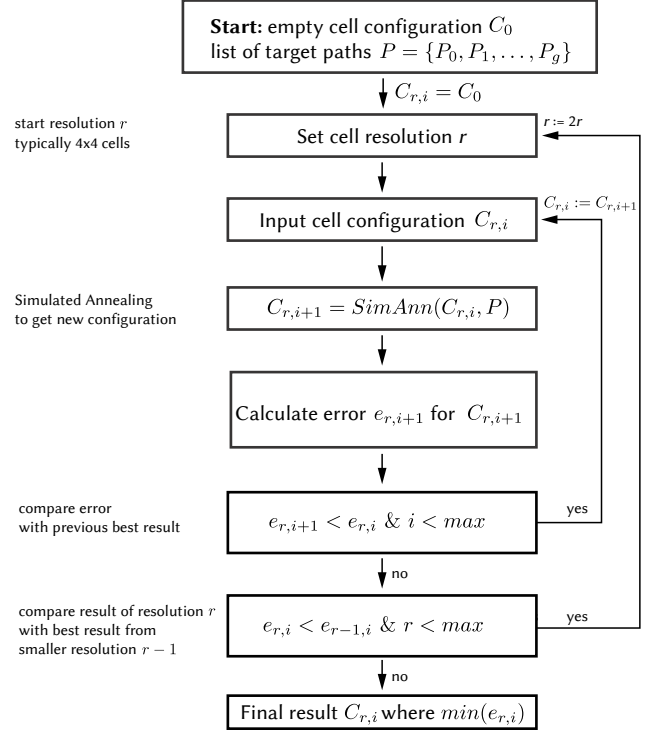 Start: empty cell configuration C_0
list of target paths P = {P_0, P_1, . . . , P_g}
C_{r,i} = C_0
start resolution r
typically 4x4 cells
Set cell resolution r
r := 2r
Input cell configuration C_{r,i}
C_{r,i} := C_{r,i+1}
Simulated Annealing
to get new configuration
C_{r,i+1} = SimAnn(C_{r,i}, P)
Calculate error e_{r,i+1} for C_{r,i+1}
compare error
with previous best result
e_{r,i+1} < e_{r,i} & i < max
yes
no
compare result of resolution r
with best result from
smaller resolution r − 1
e_{r,i} < e_{r−1,i} & r < max
yes
no
Final result C_{r,i} where min(e_{r,i})